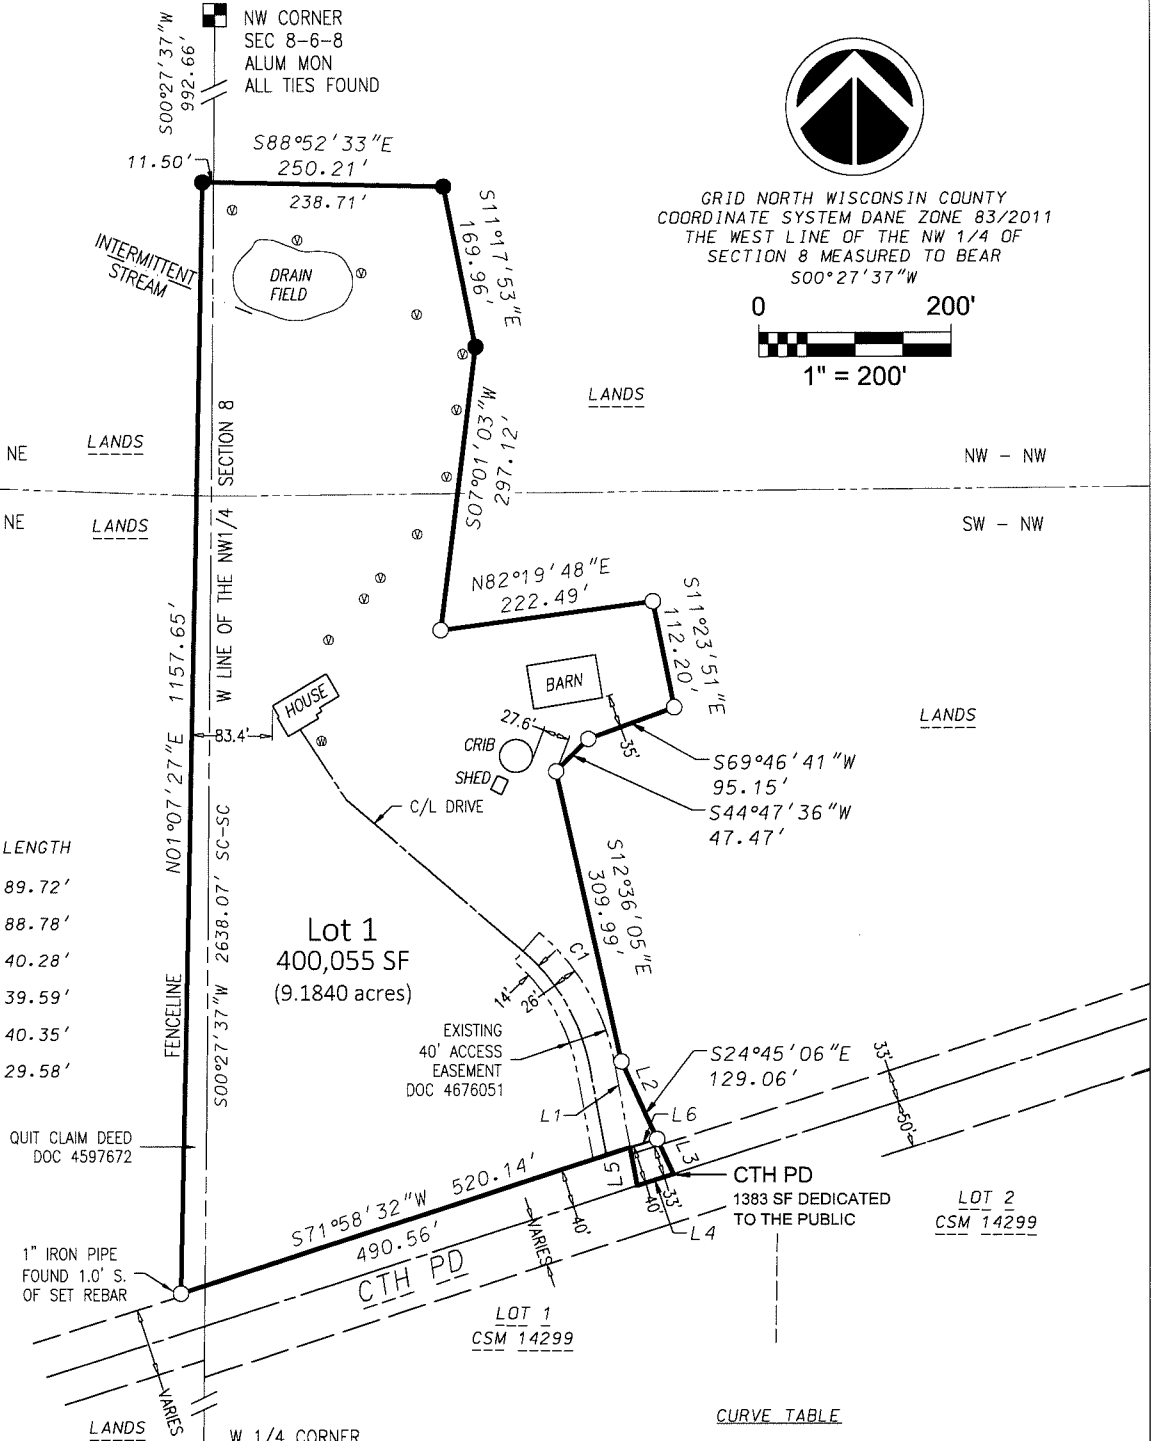 S00°27'37"W
992.66'
NW CORNER
SEC 8-6-8
ALUM MON
ALL TIES FOUND
11.50'
S88°52'33"E
250.21'
238.71'
S11°17'53"E
169.96'
INTERMITTENT
STREAM
DRAIN
FIELD
GRID NORTH WISCONSIN COUNTY
COORDINATE SYSTEM DANE ZONE 83/2011
THE WEST LINE OF THE NW 1/4 OF
SECTION 8 MEASURED TO BEAR
S00°27'37"W
0 200'
1" = 200'
LANDS
NE
LANDS
NW - NW
NE
LANDS
SW - NW
S07°01'03"W
297.12'
W LINE OF THE NW1/4 SECTION 8
N82°19'48"E
222.49'
S11°23'51"E
112.20'
N01°07'27"E 1157.65'
HOUSE
83.4'
BARN
27.6'
35'
CRIB
SHED
C/L DRIVE
LANDS
S69°46'41"W
95.15'
S44°47'36"W
47.47'
S12°36'05"E
309.99'
LENGTH
89.72'
88.78'
40.28'
39.59'
40.35'
29.58'
Lot 1
400,055 SF
(9.1840 acres)
S00°27'37"W 2638.07' SC-SC
FENCELINE
C1
14'
26'
EXISTING
40' ACCESS
EASEMENT
DOC 4676051
L1
L2
S24°45'06"E
129.06'
L6
L3
L5
33'
50'
QUIT CLAIM DEED
DOC 4597672
S71°58'32"W 520.14'
490.56'
CTH PD
VARIES
40'
40'
33'
L4
CTH PD
1383 SF DEDICATED
TO THE PUBLIC
LOT 2
CSM 14299
1" IRON PIPE
FOUND 1.0' S.
OF SET REBAR
LOT 1
CSM 14299
VARIES
LANDS
W 1/4 CORNER
CURVE TABLE
V
V
V
V
V
V
V
V
V
V
V
W